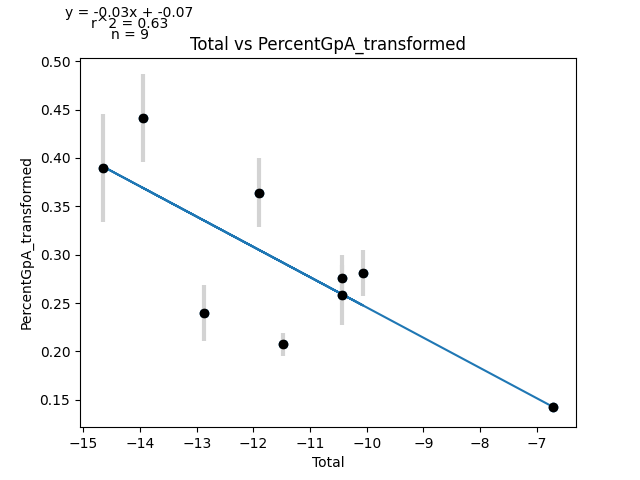 y = -0.03x + -0.07
r^2 = 0.63
n = 9
Total vs PercentGpA_transformed
0.50
0.45
0.40
0.35
0.30
0.25
0.20
0.15
PercentGpA_transformed
−15 −14 −13 −12 −11 −10 −9 −8 −7
Total